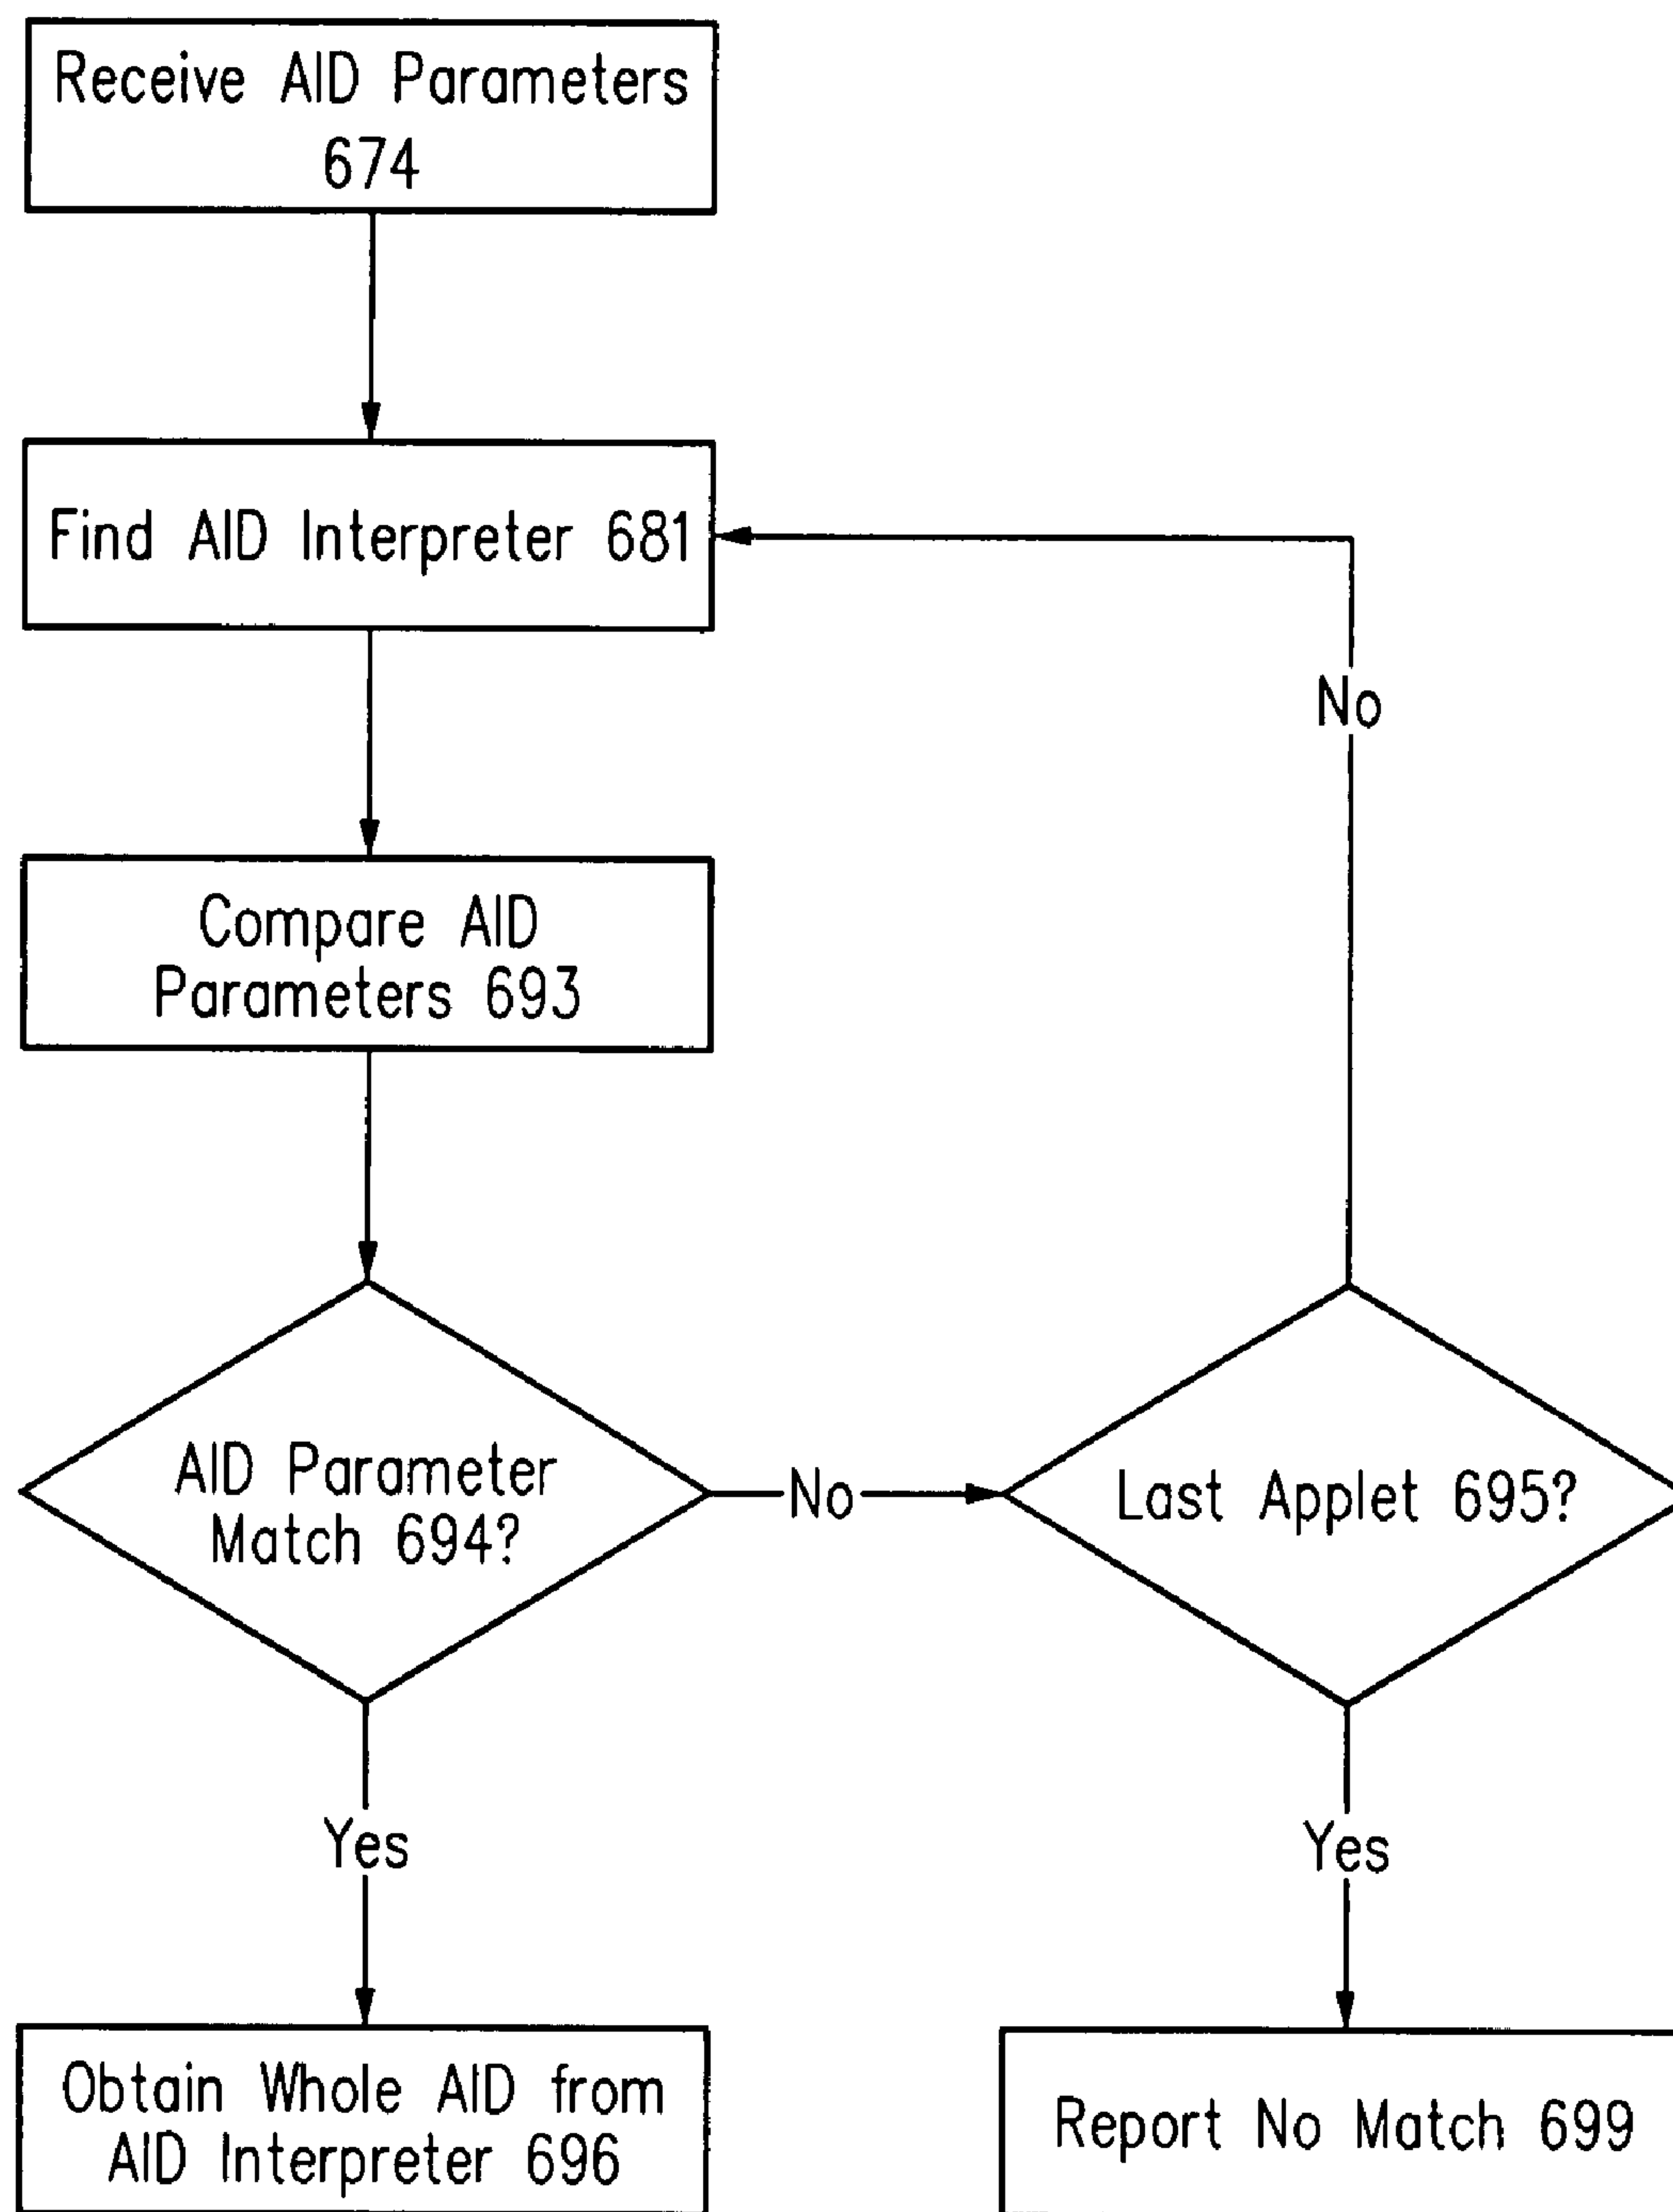 Receive AID Parameters
674
Find AID Interpreter 681
No
Compare AID
Parameters 693
AID Parameter
Match 694?
No
Last Applet 695?
Yes
Yes
Obtain Whole AID from
AID Interpreter 696
Report No Match 699